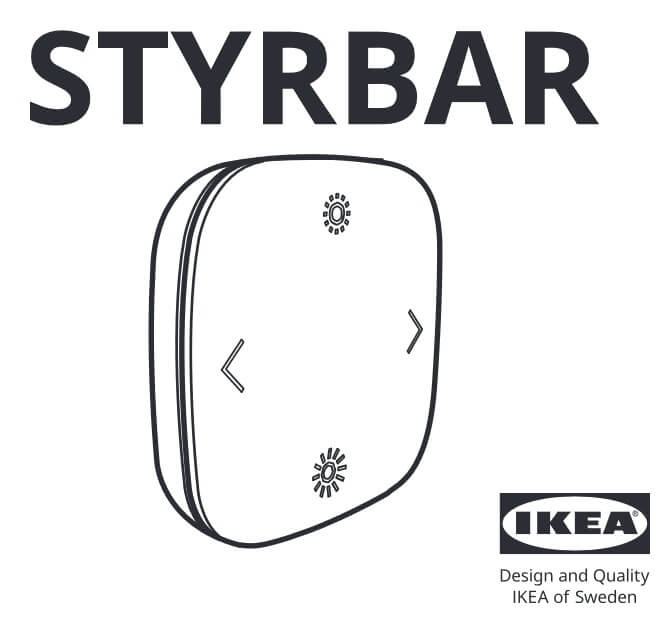 STYRBAR
IKEA®
Design and Quality
IKEA of Sweden